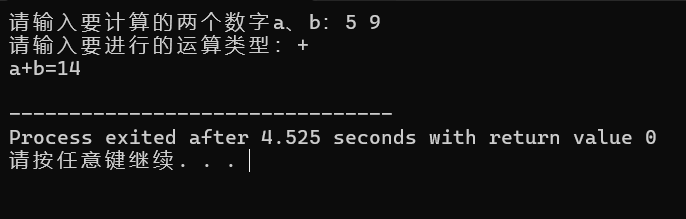 请输入要计算的两个数字a、b: 5 9
请输入要进行的运算类型: +
a+b=14
--------------------------------
Process exited after 4.525 seconds with return value 0
请按任意键继续. . .